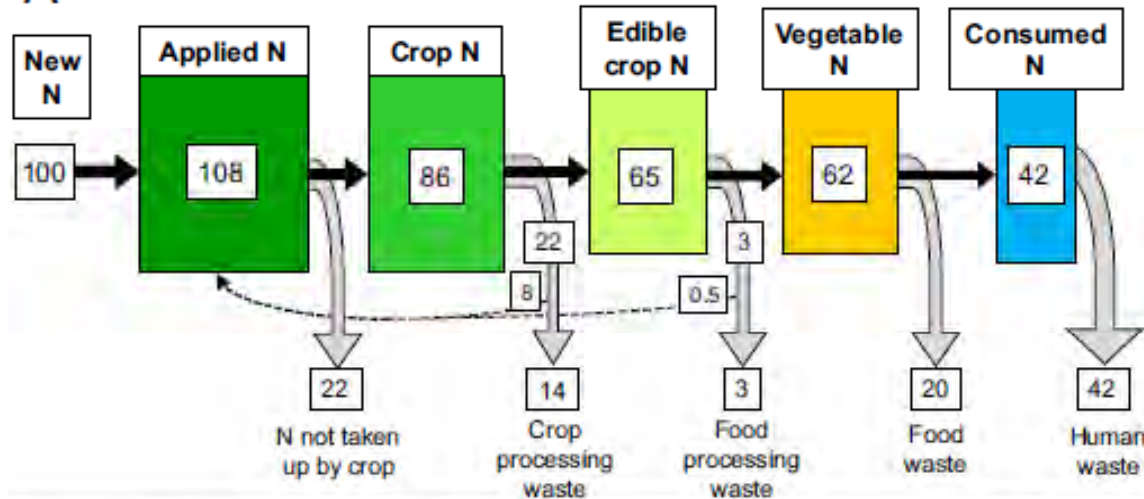 New
N
Applied N
Crop N
Edible
crop N
Vegetable
N
Consumed
N
100
108
86
65
62
42
22
3
8
0.5
22
14
3
20
42
N not taken
up by crop
Crop
processing
waste
Food
processing
waste
Food
waste
Human
waste